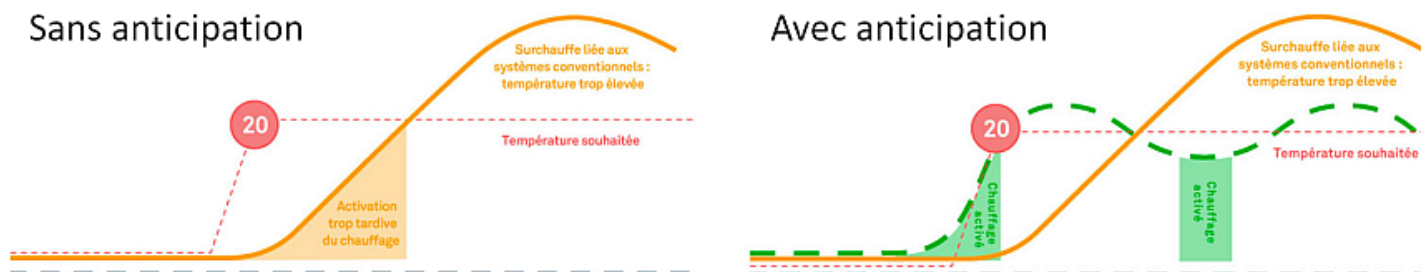 Sans anticipation
Surchauffe liée aux
systèmes conventionnels :
température trop élevée
20
Température souhaitée
Activation
trop tardive
du chauffage
Avec anticipation
Surchauffe liée aux
systèmes conventionnels :
température trop élevée
20
Température souhaitée
Chauffage
activé
Chauffage
activé